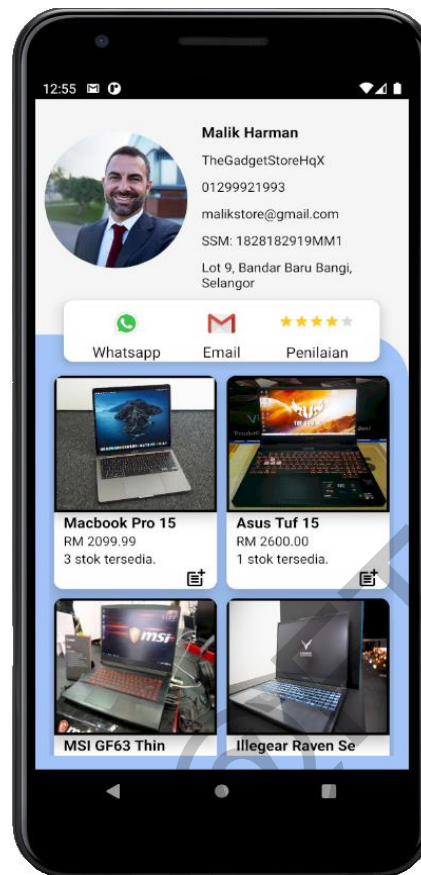 12:55
Malik Harman
TheGadgetStoreHqX
01299921993
malikstore@gmail.com
SSM: 1828182919MM1
Lot 9, Bandar Baru Bangi,
Selangor
Whatsapp Email Penilaian
Macbook Pro 15 Asus Tuf 15
RM 2099.99 RM 2600.00
3 stok tersedia. 1 stok tersedia.
msi
MSI GF63 Thin Illegear Raven Se